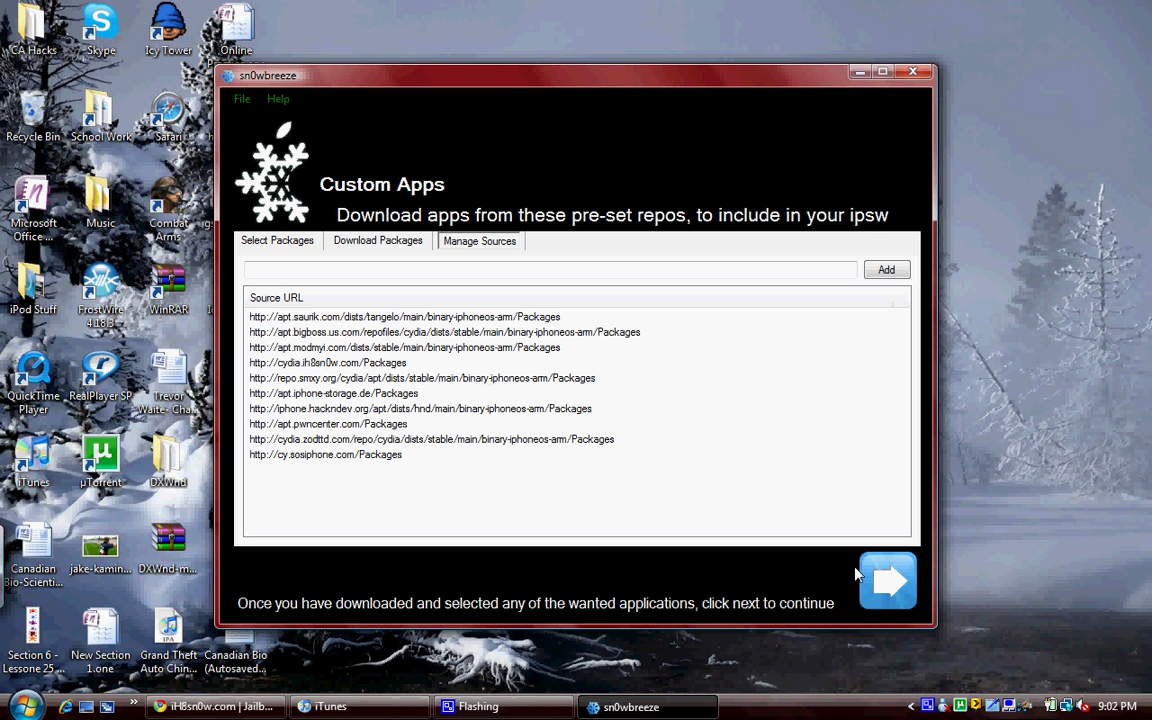 CA Hacks
Skype
Icy Tower
Online
Recycle Bin
School Work
Safari
Microsoft
Office ...
Music
Combat
Arms
iPod Stuff
FrostWire
4.18.3
WinRAR
QuickTime
Player
RealPlayer SP
Trevor
Waite- Cha...
iTunes
µTorrent
DXWnd
Canadian
Bio-Scienti...
jake-kamin...
DXWnd-m...
Section 6 -
Lessone 25 ...
New Section
1.one
Grand Theft
Auto Chin...
Canadian Bio
(Autosaved...
sn0wbreeze
File Help
Custom Apps
Download apps from these pre-set repos, to include in your ipsw
Select Packages Download Packages Manage Sources
Add
Source URL
http://apt.saurik.com/dists/tangelo/main/binary-iphoneos-arm/Packages
http://apt.bigboss.us.com/repofiles/cydia/dists/stable/main/binary-iphoneos-arm/Packages
http://apt.modmyi.com/dists/stable/main/binary-iphoneos-arm/Packages
http://cydia.ih8sn0w.com/Packages
http://repo.smxy.org/cydia/apt/dists/stable/main/binary-iphoneos-arm/Packages
http://apt.iphone-storage.de/Packages
http://iphone.hackndev.org/apt/dists/hnd/main/binary-iphoneos-arm/Packages
http://apt.pwncenter.com/Packages
http://cydia.zodttd.com/repo/cydia/dists/stable/main/binary-iphoneos-arm/Packages
http://cy.sosiphone.com/Packages
Once you have downloaded and selected any of the wanted applications, click next to continue
iH8sn0w.com | Jailb... iTunes Flashing sn0wbreeze 9:02 PM